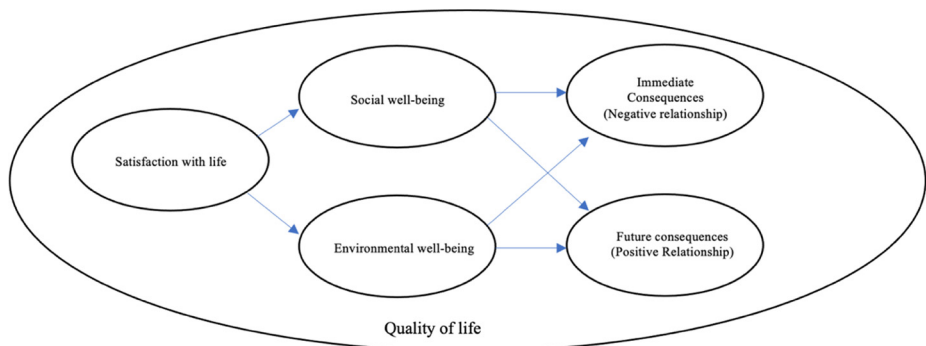 Satisfaction with life
Social well-being
Environmental well-being
Immediate
Consequences
(Negative relationship)
Future consequences
(Positive Relationship)
Quality of life